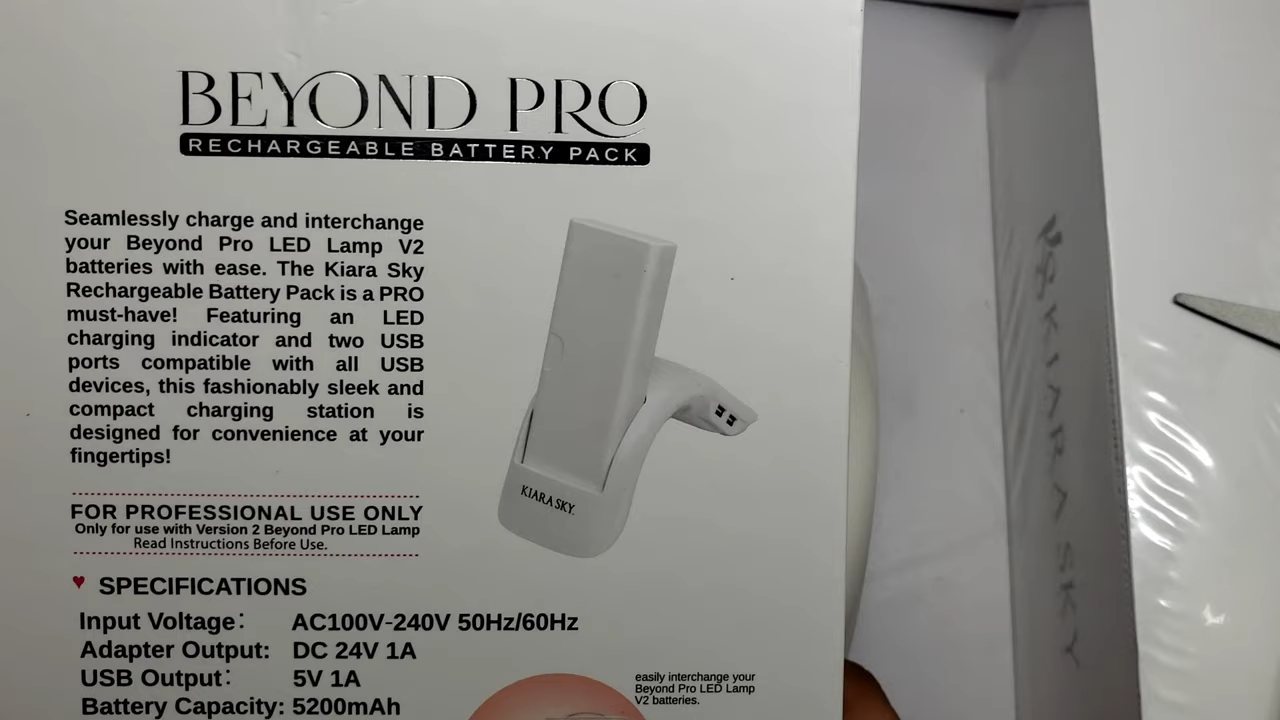 BEYOND PRO
RECHARGEABLE BATTERY PACK
Seamlessly charge and interchange
your Beyond Pro LED Lamp V2
batteries with ease. The Kiara Sky
Rechargeable Battery Pack is a PRO
must-have! Featuring an LED
charging indicator and two USB
ports compatible with all USB
devices, this fashionably sleek and
compact charging station is
designed for convenience at your
fingertips!
FOR PROFESSIONAL USE ONLY
Only for use with Version 2 Beyond Pro LED Lamp
Read Instructions Before Use.
♥ SPECIFICATIONS
Input Voltage: AC100V-240V 50Hz/60Hz
Adapter Output: DC 24V 1A
USB Output: 5V 1A
Battery Capacity: 5200mAh
KIARA SKY.
easily interchange your
Beyond Pro LED Lamp
V2 batteries.
KIARA SKY